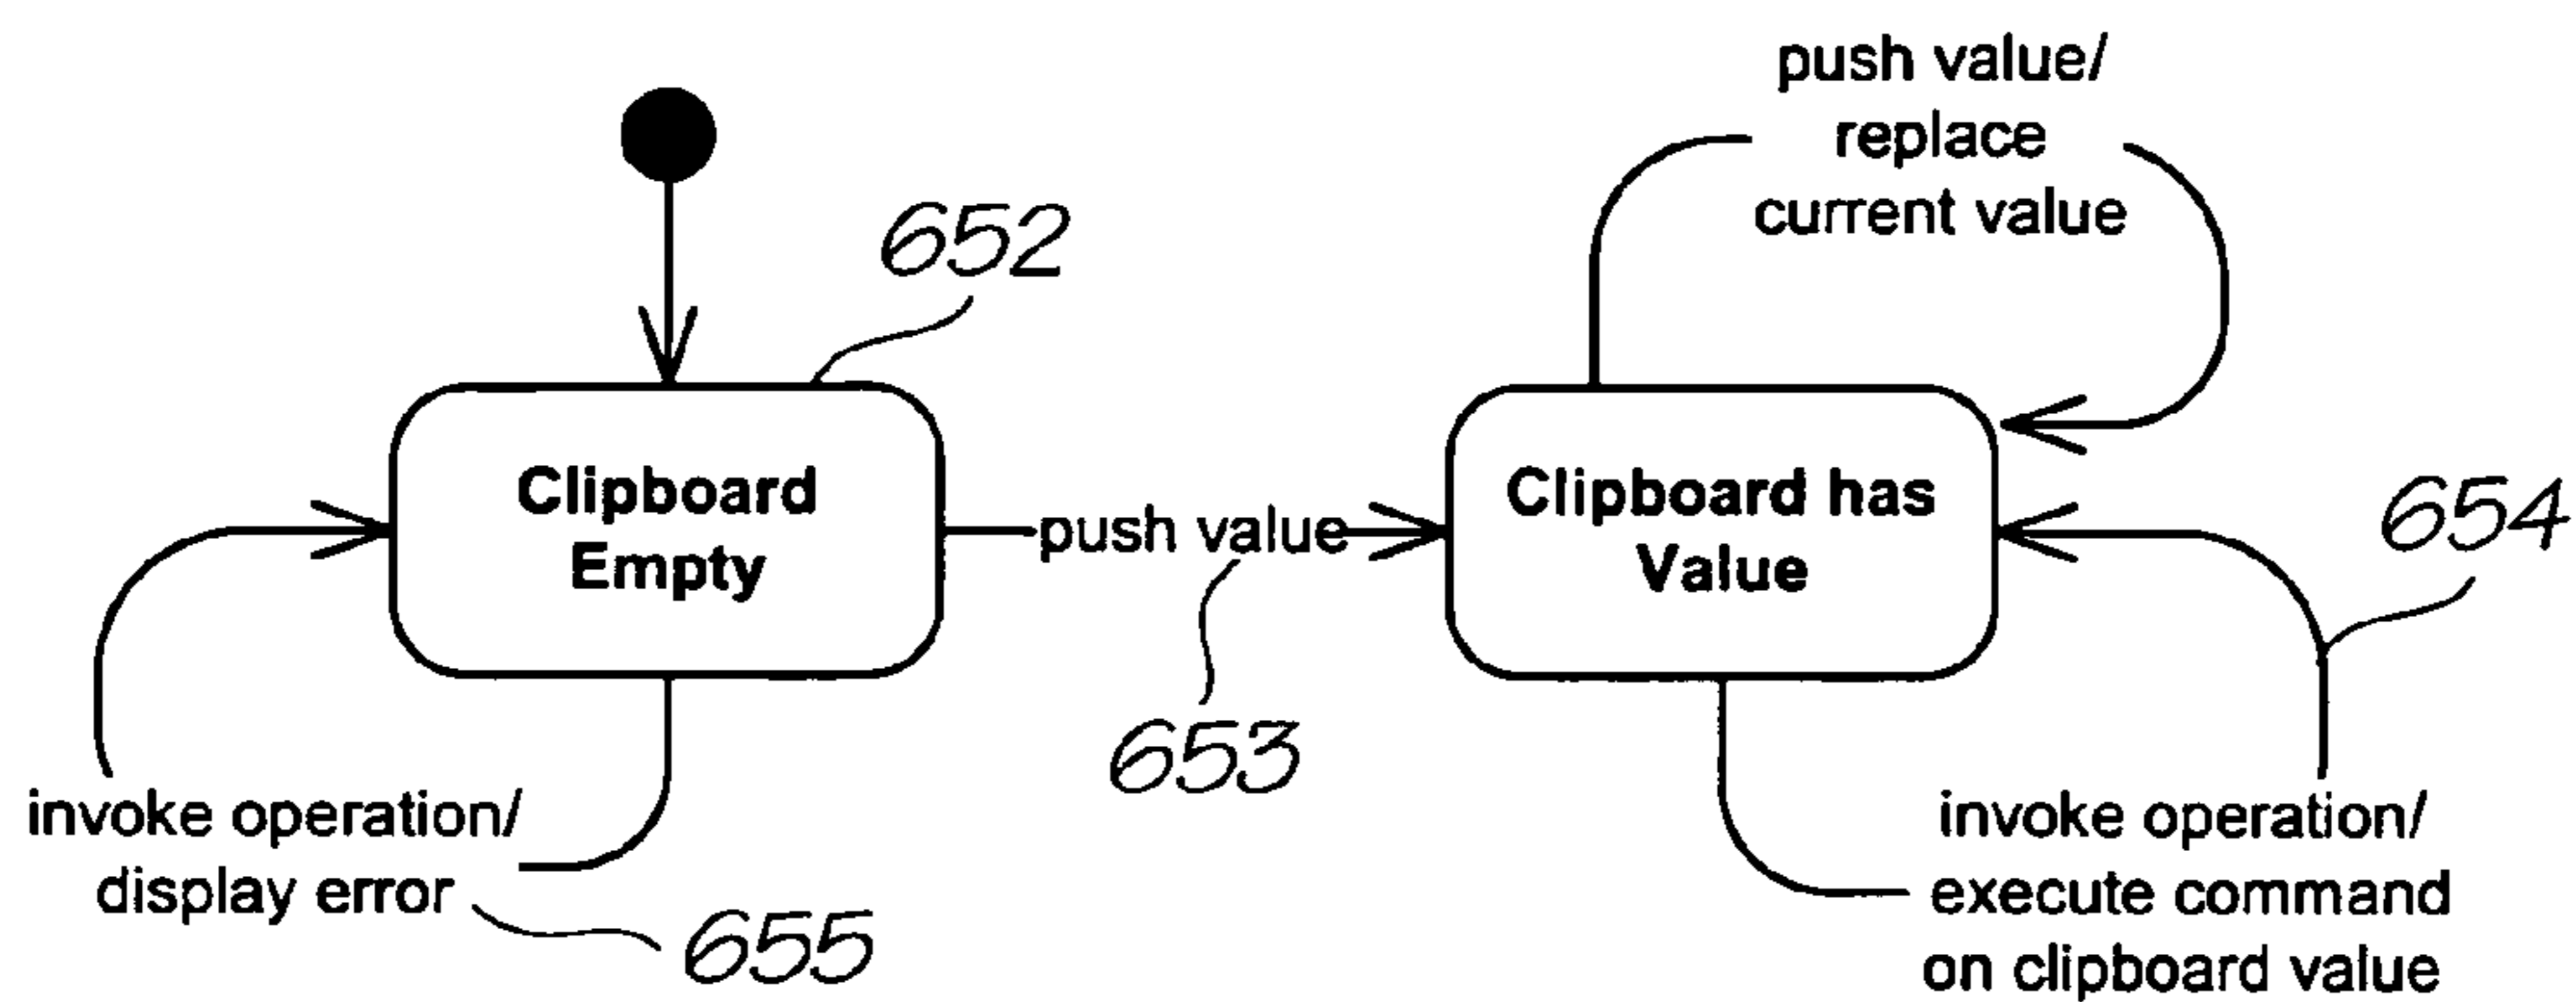 push value/
replace
current value
652
Clipboard
Empty
push value
Clipboard has
Value
654
653
invoke operation/
display error
655
invoke operation/
execute command
on clipboard value